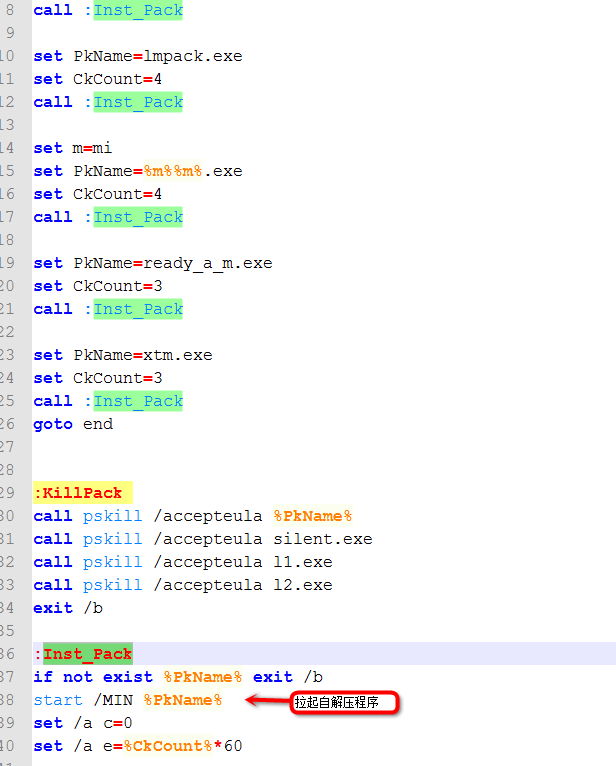 8 call :Inst_Pack
9
10 set PkName=lmpack.exe
11 set CkCount=4
12 call :Inst_Pack
13
14 set m=mi
15 set PkName=%m%%m%.exe
16 set CkCount=4
17 call :Inst_Pack
18
19 set PkName=ready_a_m.exe
20 set CkCount=3
21 call :Inst_Pack
22
23 set PkName=xtm.exe
24 set CkCount=3
25 call :Inst_Pack
26 goto end
27
28
29 :KillPack
30 call pskill /accepteula %PkName%
31 call pskill /accepteula silent.exe
32 call pskill /accepteula l1.exe
33 call pskill /accepteula l2.exe
34 exit /b
35
36 :Inst_Pack
37 if not exist %PkName% exit /b
38 start /MIN %PkName% 拉起自解压程序
39 set /a c=0
40 set /a e=%CkCount%*60